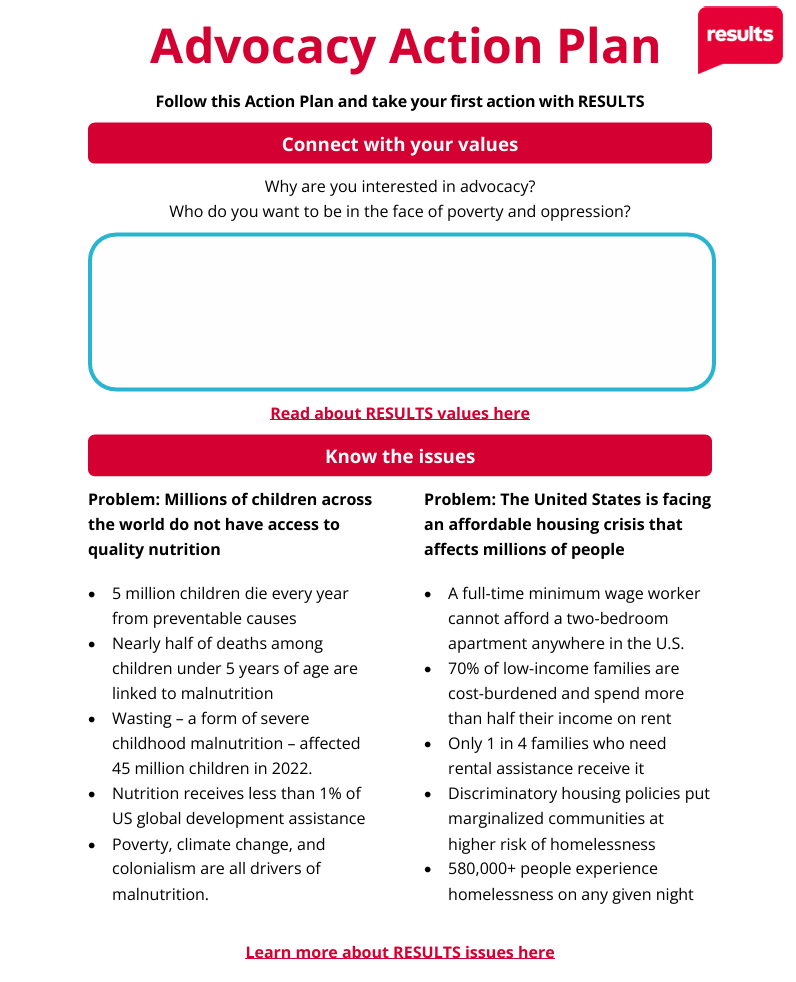 Advocacy Action Plan
results
Follow this Action Plan and take your first action with RESULTS
Connect with your values
Why are you interested in advocacy?
Who do you want to be in the face of poverty and oppression?
Read about RESULTS values here
Know the issues
Problem: Millions of children across
the world do not have access to
quality nutrition
• 5 million children die every year
from preventable causes
• Nearly half of deaths among
children under 5 years of age are
linked to malnutrition
• Wasting – a form of severe
childhood malnutrition – affected
45 million children in 2022.
• Nutrition receives less than 1% of
US global development assistance
• Poverty, climate change, and
colonialism are all drivers of
malnutrition.
Problem: The United States is facing
an affordable housing crisis that
affects millions of people
• A full-time minimum wage worker
cannot afford a two-bedroom
apartment anywhere in the U.S.
• 70% of low-income families are
cost-burdened and spend more
than half their income on rent
• Only 1 in 4 families who need
rental assistance receive it
• Discriminatory housing policies put
marginalized communities at
higher risk of homelessness
• 580,000+ people experience
homelessness on any given night
Learn more about RESULTS issues here